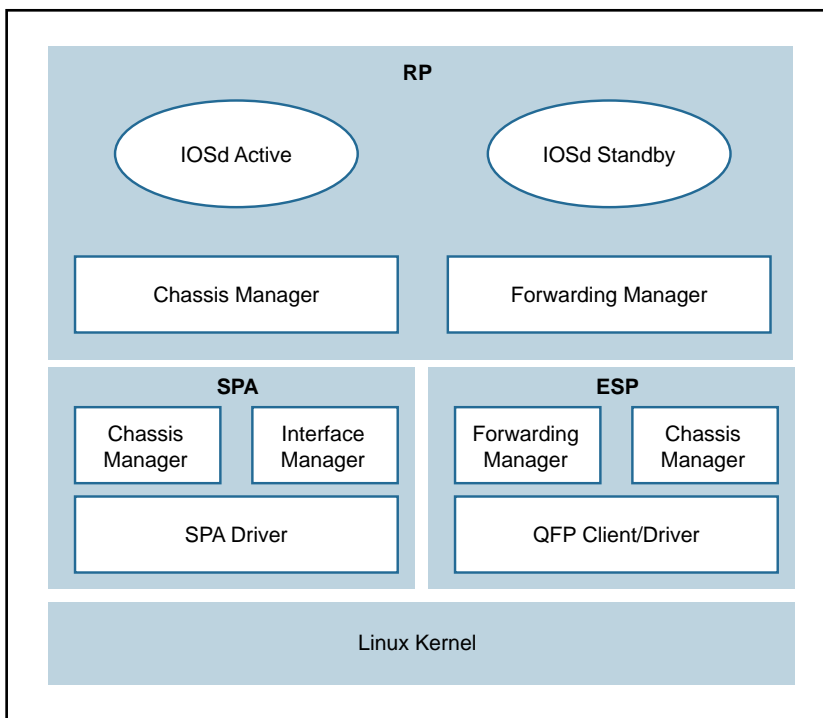 RP
IOSd Active
IOSd Standby
Chassis Manager
Forwarding Manager
SPA
Chassis
Manager
Interface
Manager
SPA Driver
ESP
Forwarding
Manager
Chassis
Manager
QFP Client/Driver
Linux Kernel